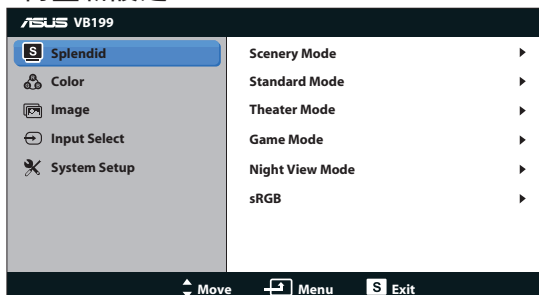 ASUS VB199
S Splendid
Color
Image
Input Select
System Setup
Scenery Mode
Standard Mode
Theater Mode
Game Mode
Night View Mode
sRGB
Move Menu S Exit